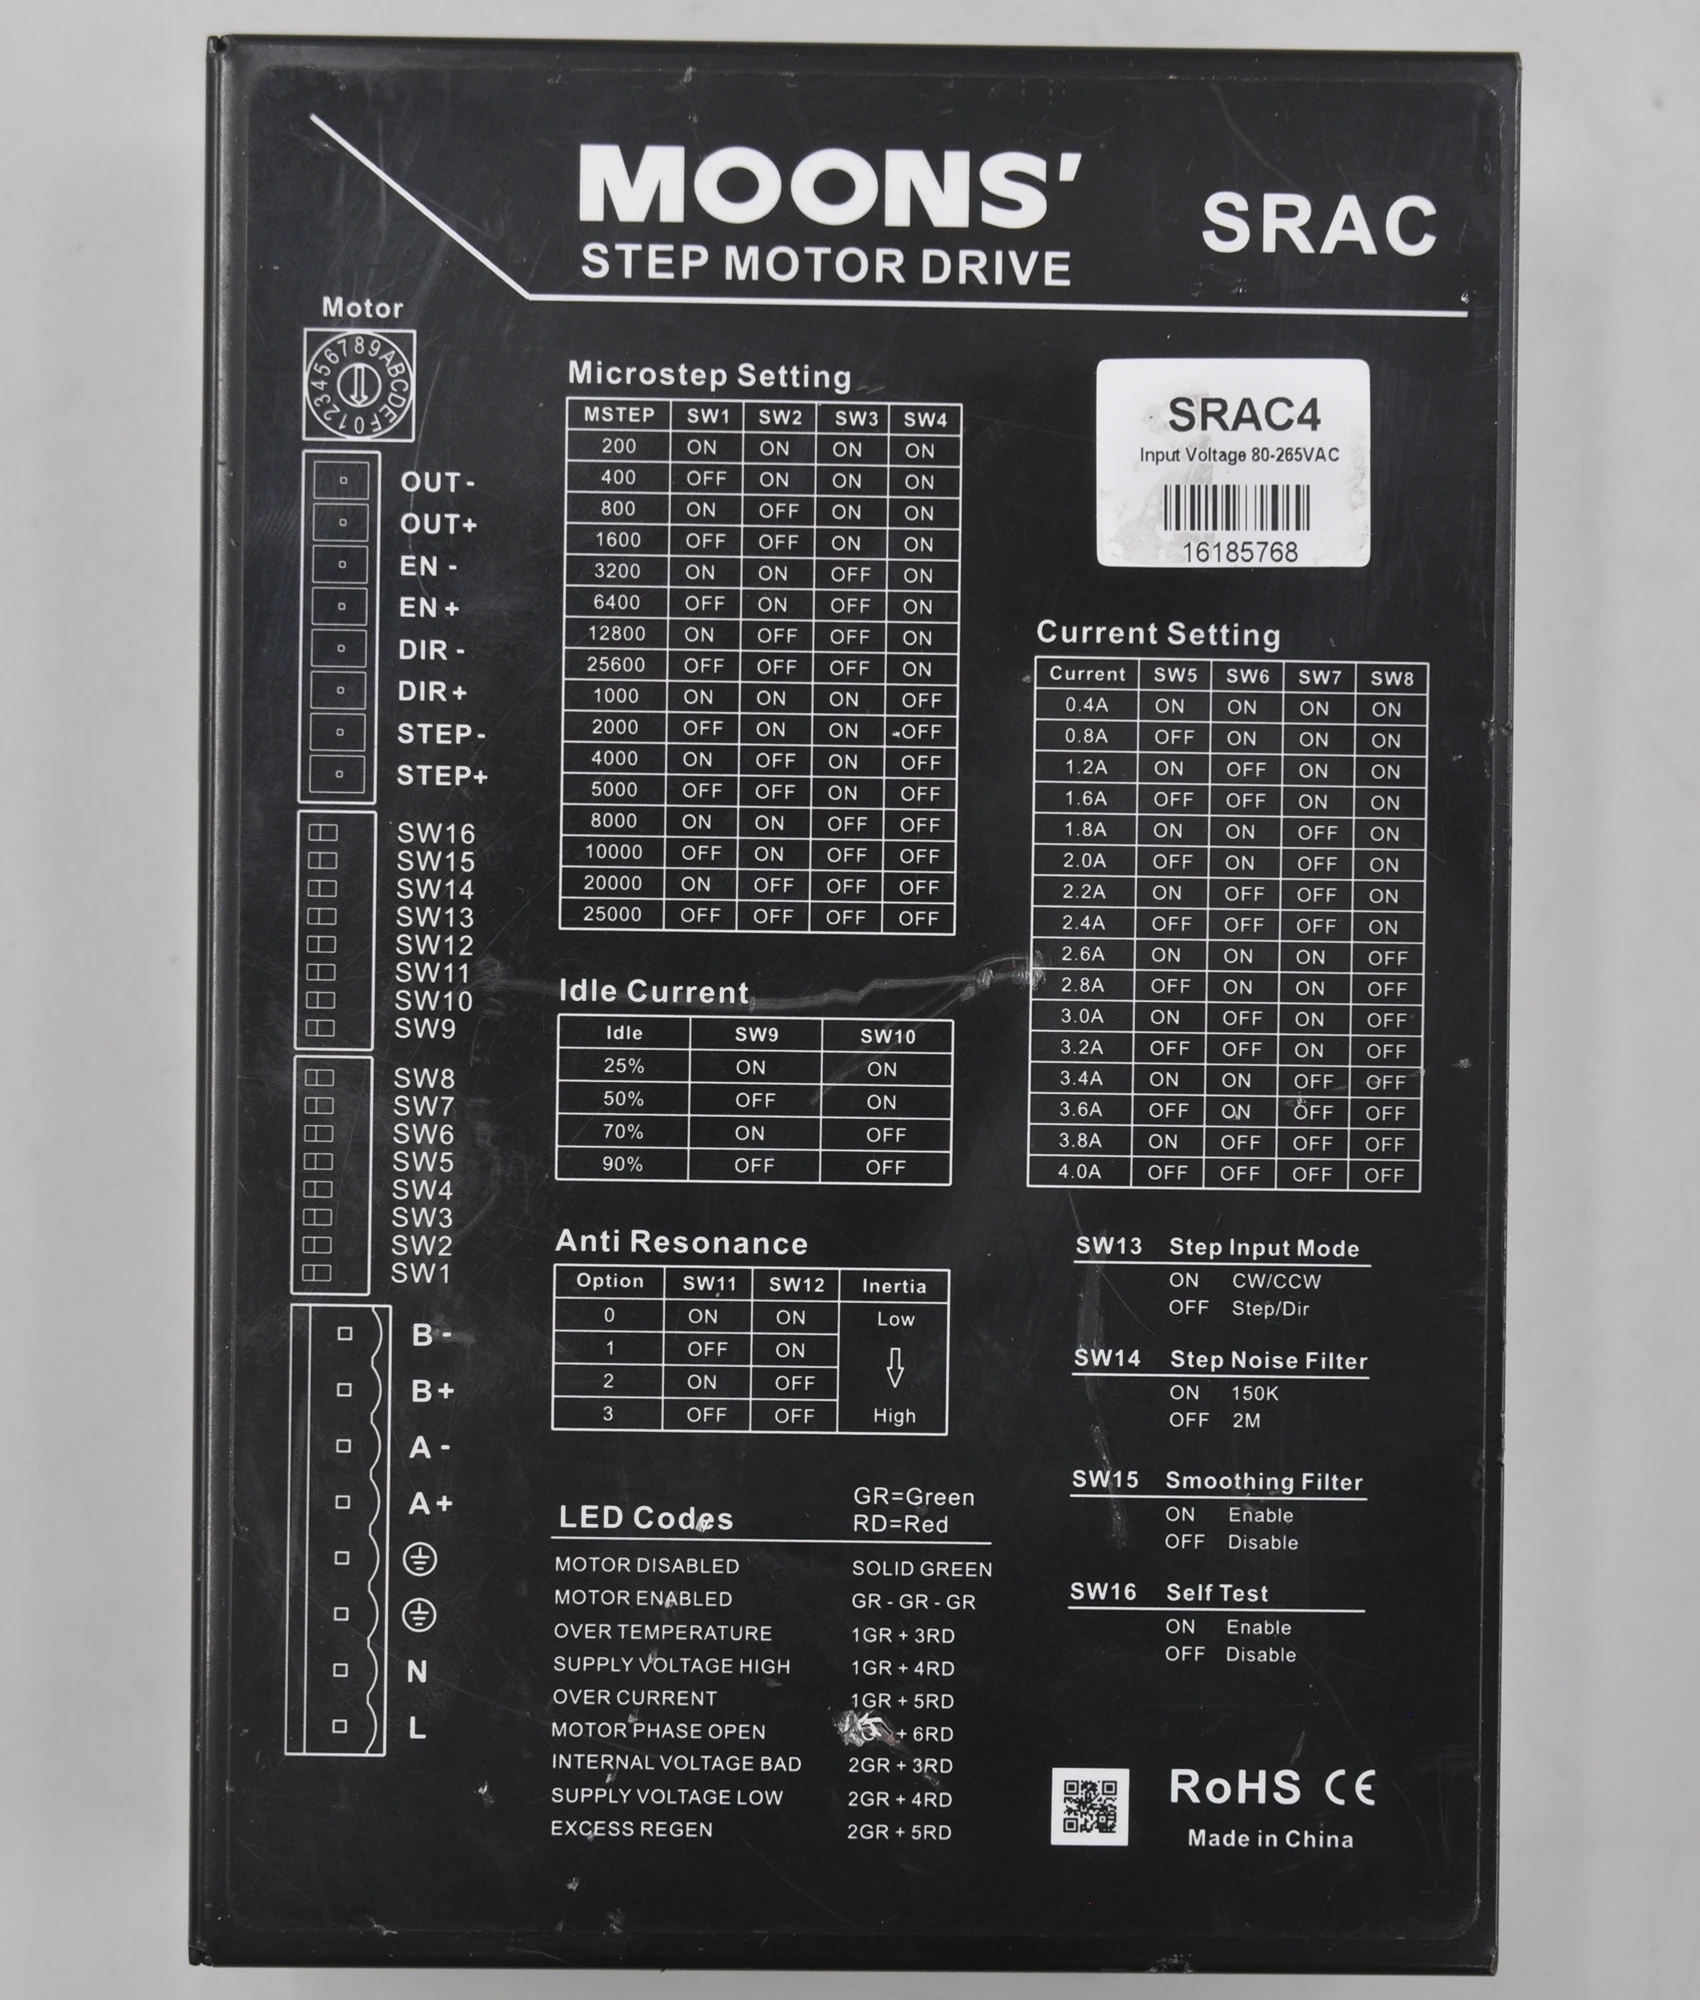 MOONS'
STEP MOTOR DRIVE
SRAC
Motor
0 1 2 3 4 5 6 7 8 9 A B C D E F
OUT -
OUT+
EN -
EN +
DIR -
DIR +
STEP -
STEP+
SW16
SW15
SW14
SW13
SW12
SW11
SW10
SW9
SW8
SW7
SW6
SW5
SW4
SW3
SW2
SW1
B -
B+
A -
A+
N
L
Microstep Setting
MSTEP SW1 SW2 SW3 SW4
200 ON ON ON ON
400 OFF ON ON ON
800 ON OFF ON ON
1600 OFF OFF ON ON
3200 ON ON OFF ON
6400 OFF ON OFF ON
12800 ON OFF OFF ON
25600 OFF OFF OFF ON
1000 ON ON ON OFF
2000 OFF ON ON OFF
4000 ON OFF ON OFF
5000 OFF OFF ON OFF
8000 ON ON OFF OFF
10000 OFF ON OFF OFF
20000 ON OFF OFF OFF
25000 OFF OFF OFF OFF
Idle Current
Idle SW9 SW10
25% ON ON
50% OFF ON
70% ON OFF
90% OFF OFF
Anti Resonance
Option SW11 SW12 Inertia
0 ON ON Low
1 OFF ON
2 ON OFF
3 OFF OFF High
LED Codes
GR=Green
RD=Red
MOTOR DISABLED SOLID GREEN
MOTOR ENABLED GR - GR - GR
OVER TEMPERATURE 1GR + 3RD
SUPPLY VOLTAGE HIGH 1GR + 4RD
OVER CURRENT 1GR + 5RD
MOTOR PHASE OPEN + 6RD
INTERNAL VOLTAGE BAD 2GR + 3RD
SUPPLY VOLTAGE LOW 2GR + 4RD
EXCESS REGEN 2GR + 5RD
SRAC4
Input Voltage 80-265VAC
16185768
Current Setting
Current SW5 SW6 SW7 SW8
0.4A ON ON ON ON
0.8A OFF ON ON ON
1.2A ON OFF ON ON
1.6A OFF OFF ON ON
1.8A ON ON OFF ON
2.0A OFF ON OFF ON
2.2A ON OFF OFF ON
2.4A OFF OFF OFF ON
2.6A ON ON ON OFF
2.8A OFF ON ON OFF
3.0A ON OFF ON OFF
3.2A OFF OFF ON OFF
3.4A ON ON OFF OFF
3.6A OFF ON OFF OFF
3.8A ON OFF OFF OFF
4.0A OFF OFF OFF OFF
SW13 Step Input Mode
ON CW/CCW
OFF Step/Dir
SW14 Step Noise Filter
ON 150K
OFF 2M
SW15 Smoothing Filter
ON Enable
OFF Disable
SW16 Self Test
ON Enable
OFF Disable
RoHS CE
Made in China